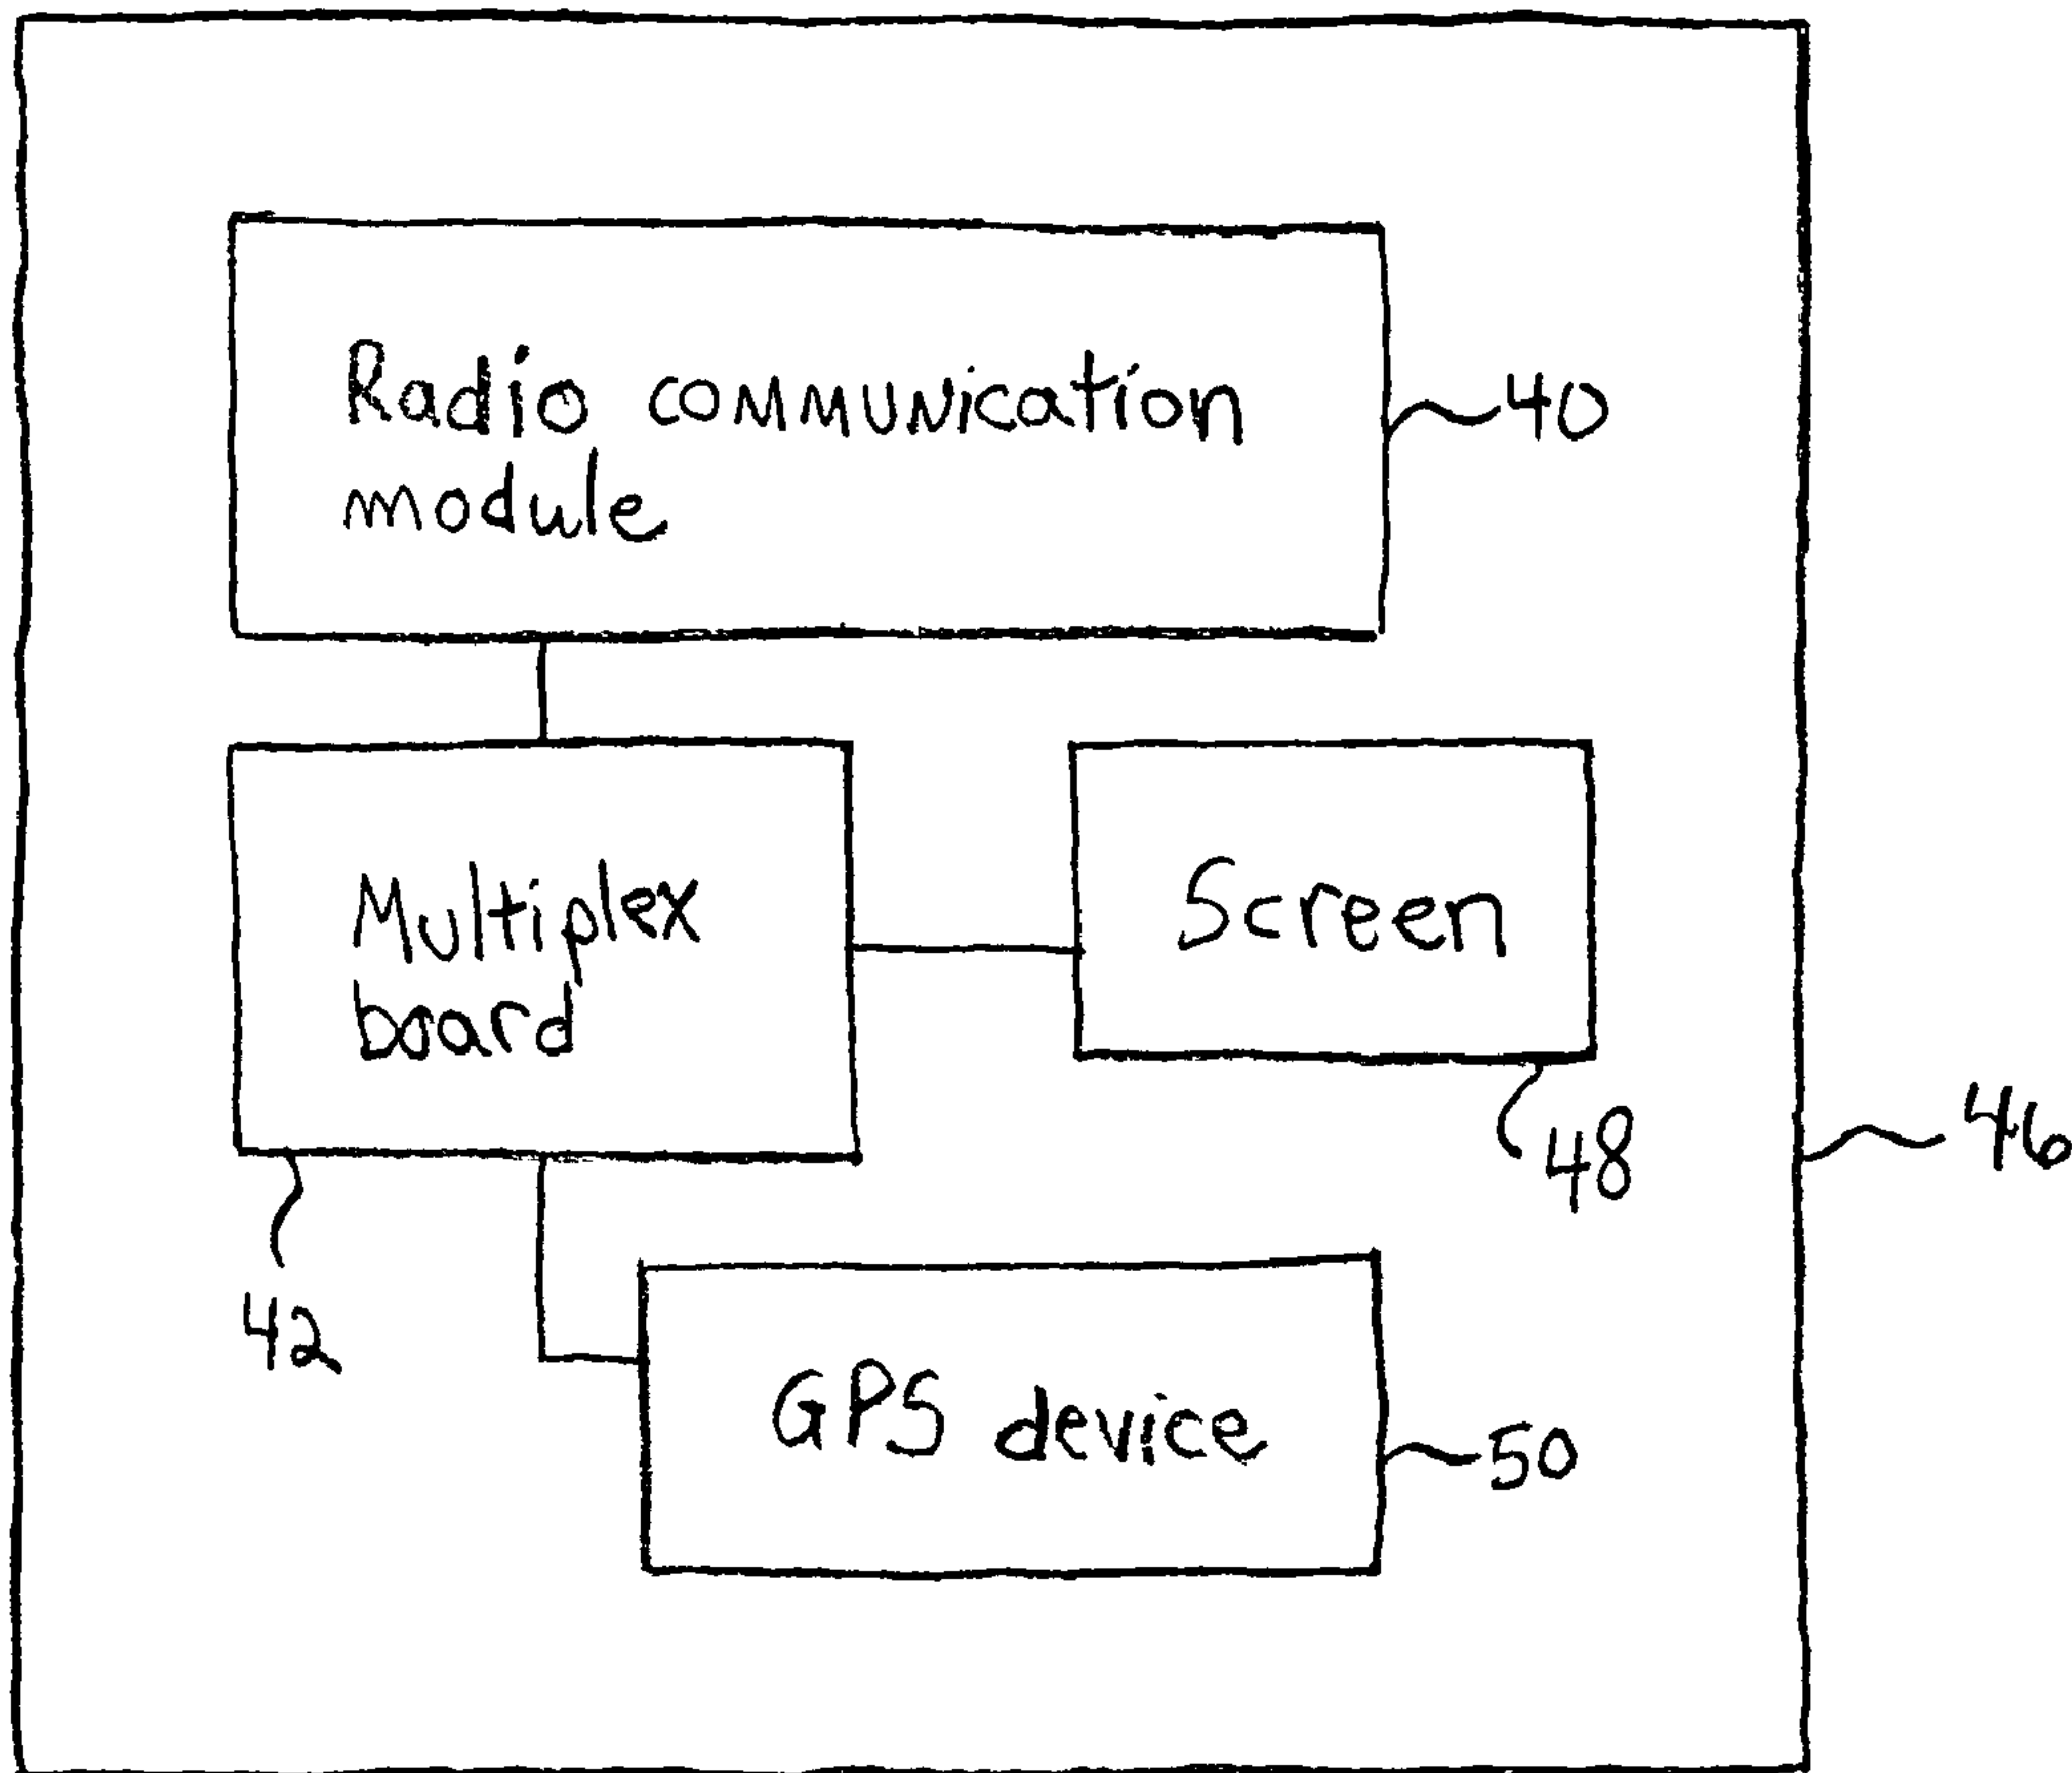 Radio communication
module
40
Multiplex
board
Screen
48
46
42
GPS device
50